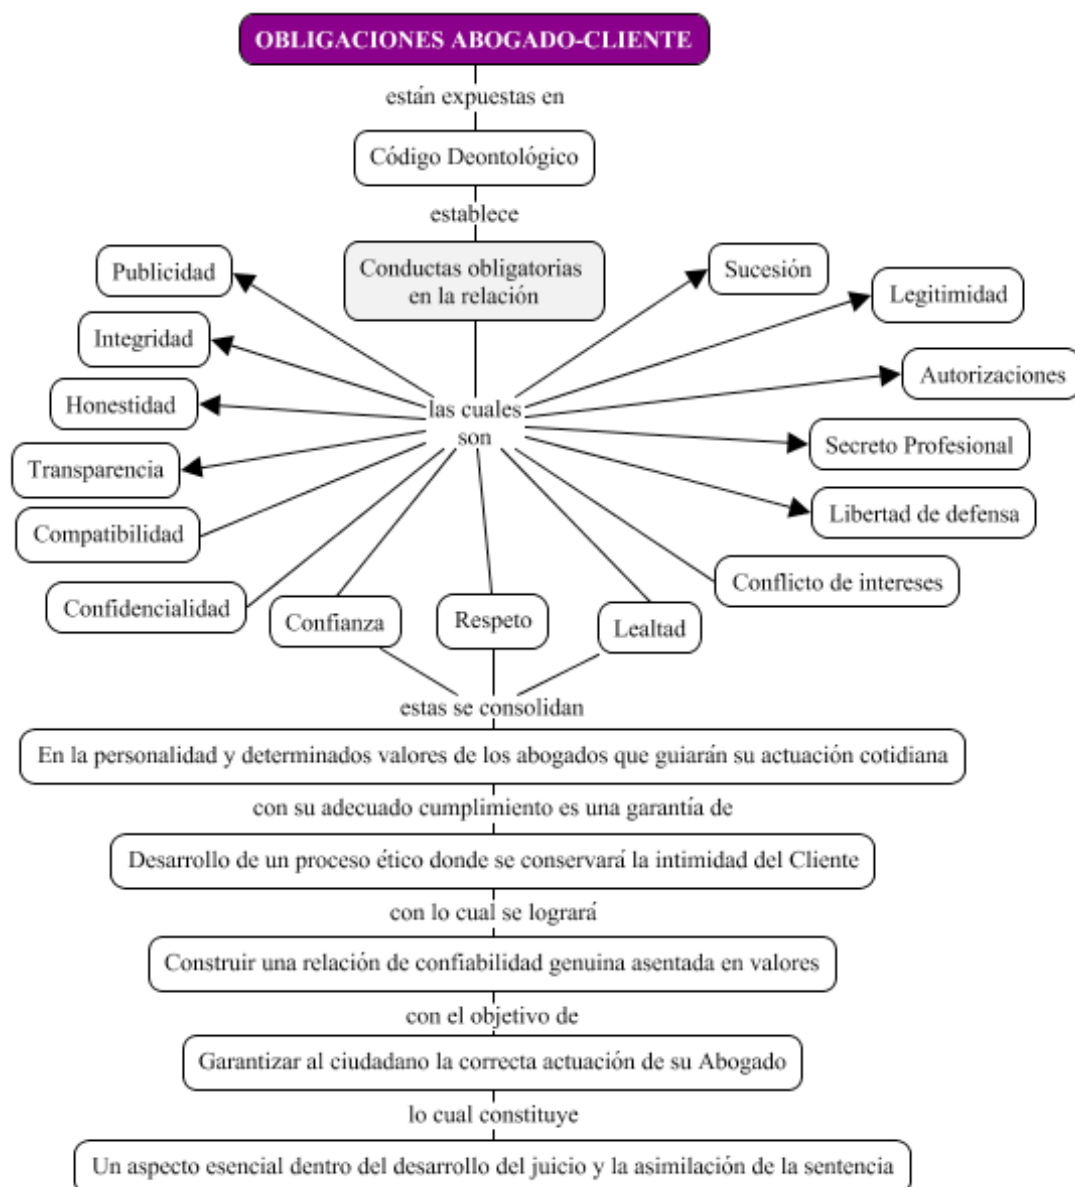 OBLIGACIONES ABOGADO-CLIENTE
están expuestas en
Código Deontológico
establece
Conductas obligatorias
en la relación
Publicidad
Sucesión
Legitimidad
Integridad
Autorizaciones
Honestidad
las cuales
son
Secreto Profesional
Transparencia
Libertad de defensa
Compatibilidad
Conflicto de intereses
Confidencialidad
Confianza
Respeto
Lealtad
estas se consolidan
En la personalidad y determinados valores de los abogados que guiarán su actuación cotidiana
con su adecuado cumplimiento es una garantía de
Desarrollo de un proceso ético donde se conservará la intimidad del Cliente
con lo cual se logrará
Construir una relación de confiabilidad genuina asentada en valores
con el objetivo de
Garantizar al ciudadano la correcta actuación de su Abogado
lo cual constituye
Un aspecto esencial dentro del desarrollo del juicio y la asimilación de la sentencia